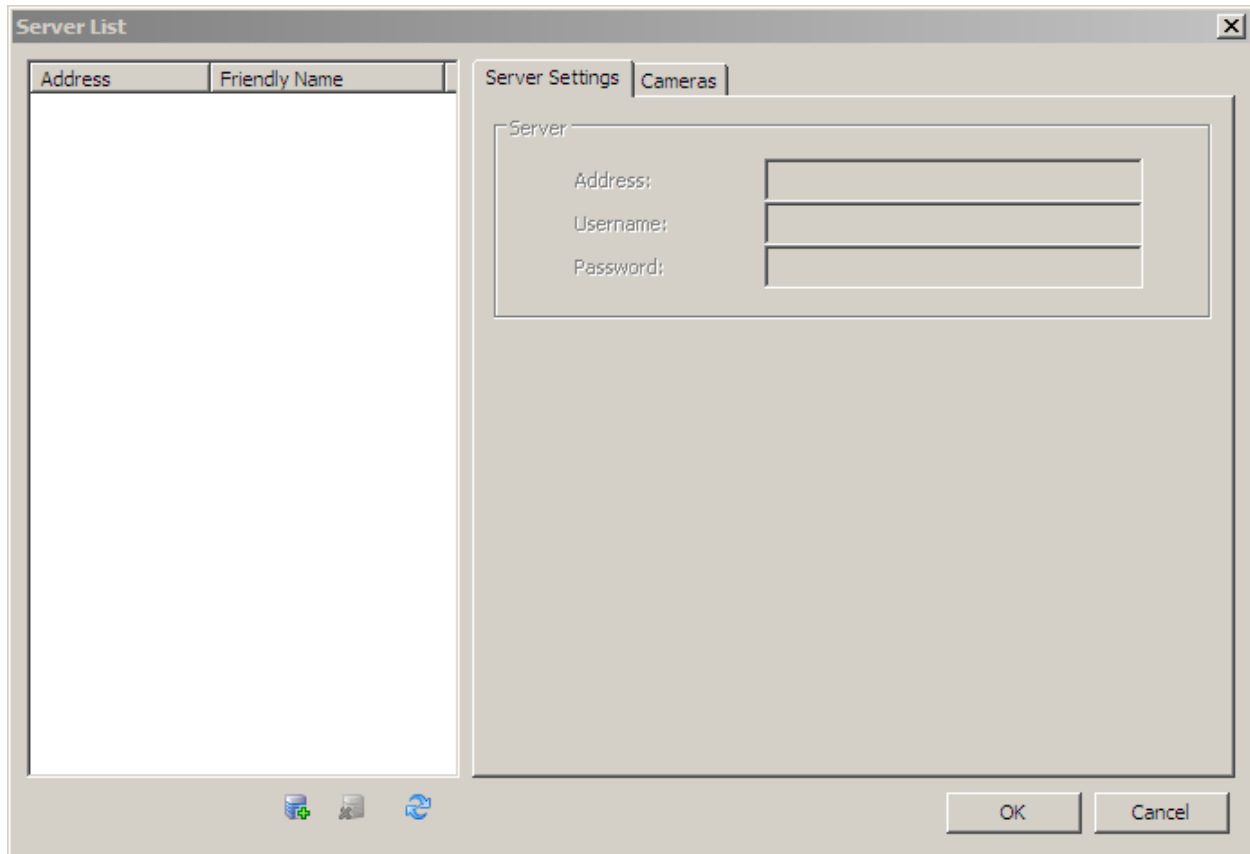 Server List
Address Friendly Name
Server Settings Cameras
Server
Address:
Username:
Password:
OK Cancel